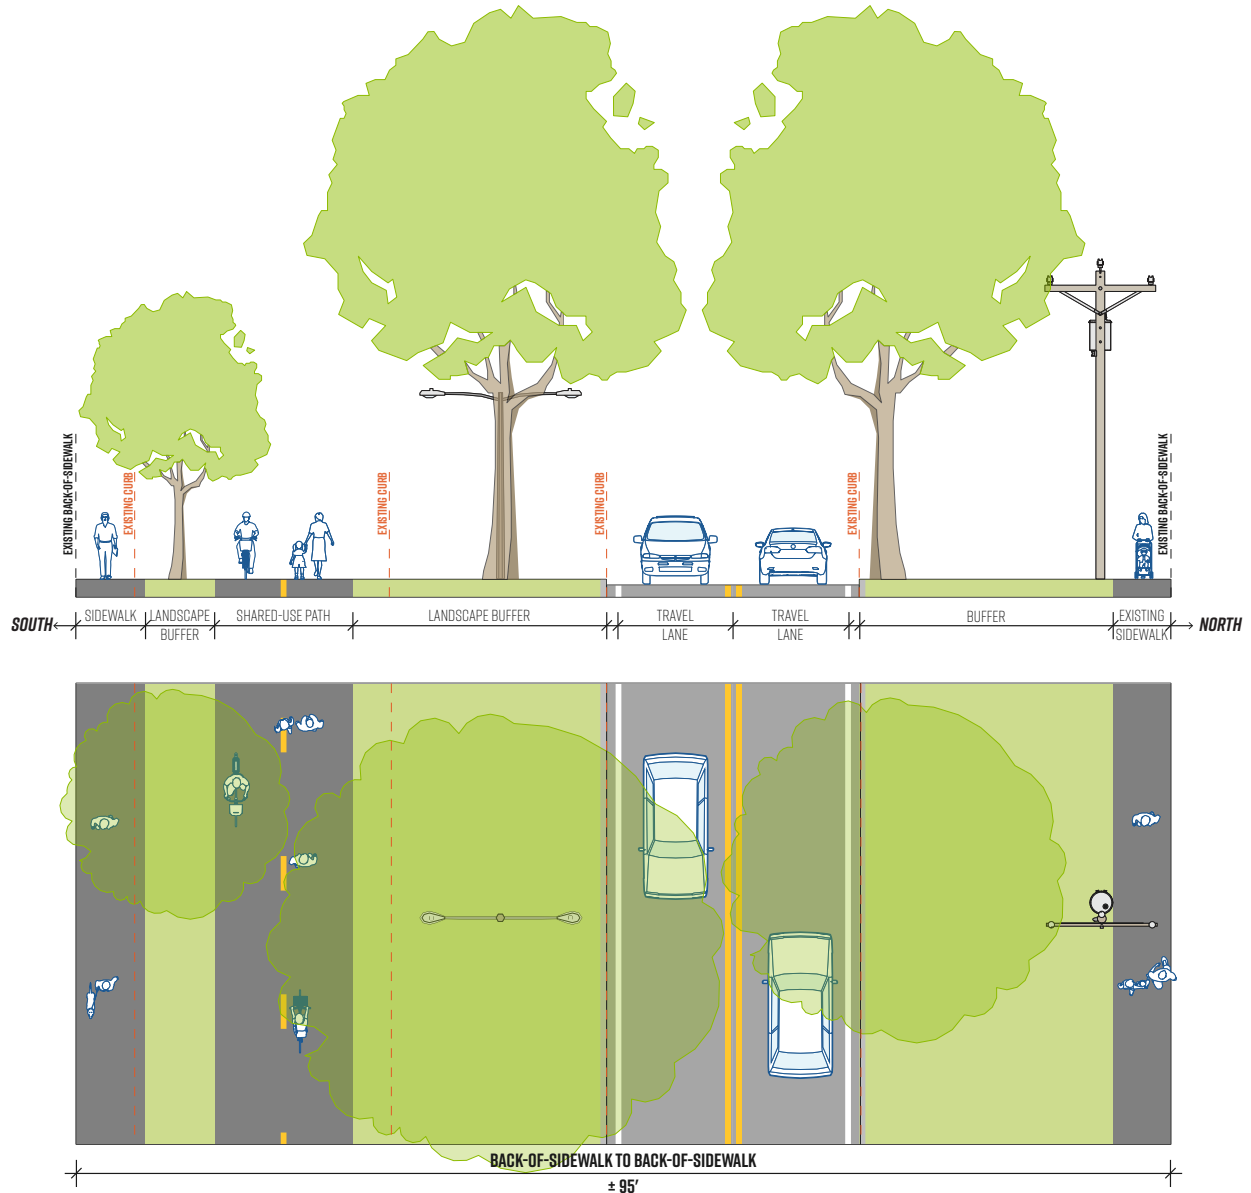 EXISTING BACK-OF-SIDEWALK
EXISTING CURB
EXISTING CURB
EXISTING CURB
EXISTING CURB
EXISTING BACK-OF-SIDEWALK
SOUTH
SIDEWALK
LANDSCAPE
BUFFER
SHARED-USE PATH
LANDSCAPE BUFFER
TRAVEL
LANE
TRAVEL
LANE
BUFFER
EXISTING
SIDEWALK
NORTH
BACK-OF-SIDEWALK TO BACK-OF-SIDEWALK
± 95'